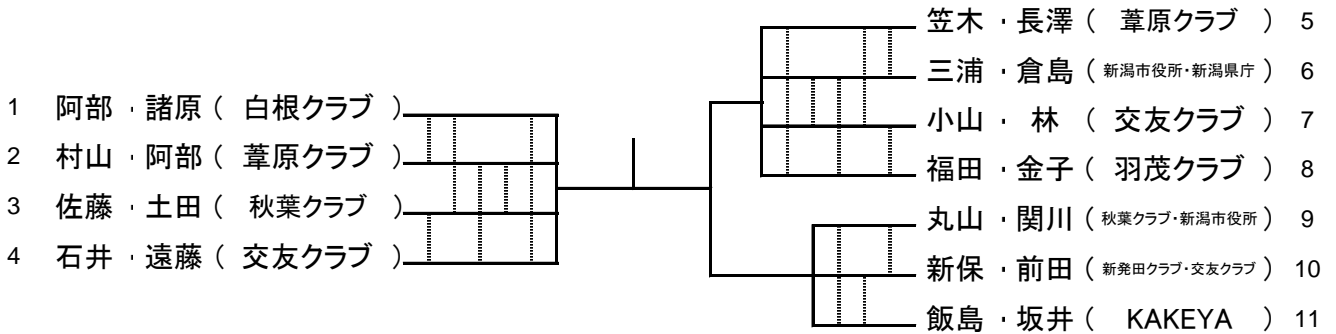 1 阿部 ・ 諸原 （ 白根クラブ ）
2 村山 ・ 阿部 （ 葦原クラブ ）
3 佐藤 ・ 土田 （ 秋葉クラブ ）
4 石井 ・ 遠藤 （ 交友クラブ ）
笠木 ・ 長澤 （ 葦原クラブ ） 5
三浦 ・ 倉島 （ 新潟市役所・新潟県庁 ） 6
小山 ・ 林 （ 交友クラブ ） 7
福田 ・ 金子 （ 羽茂クラブ ） 8
丸山 ・ 関川 （ 秋葉クラブ・新潟市役所 ） 9
新保 ・ 前田 （ 新発田クラブ・交友クラブ ） 10
飯島 ・ 坂井 （ KAKEYA ） 11